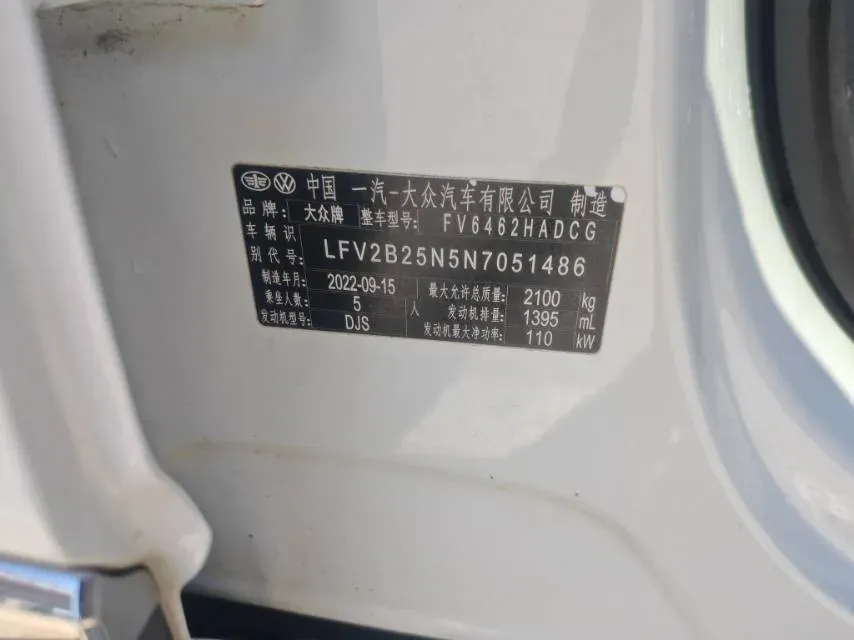 中国 一汽-大众汽车有限公司 制造
品牌: 大众牌 整车型号: FV6462HADCG
车辆识别代号: LFV2B25N5N7051486
制造年月: 2022-09-15 最大允许总质量: 2100 kg
乘坐人数: 5 人 发动机排量: 1395 mL
发动机型号: DJS 发动机最大净功率: 110 kW